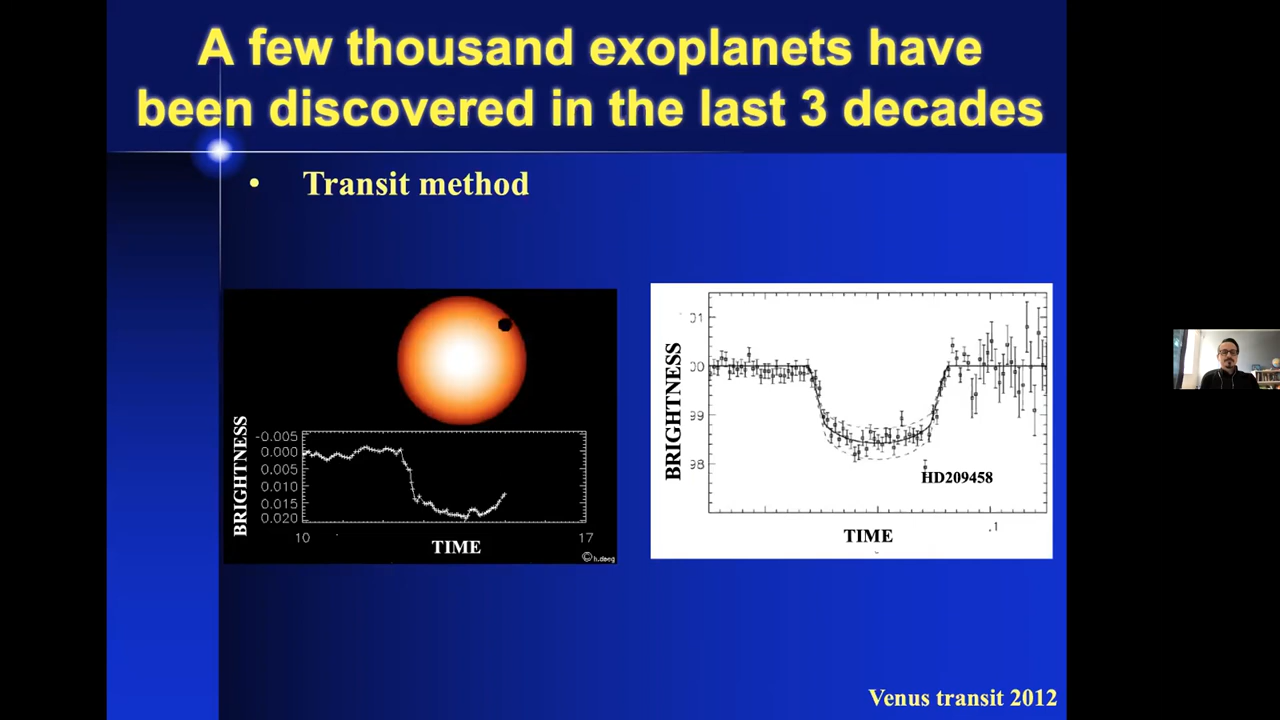 A few thousand exoplanets have
been discovered in the last 3 decades
• Transit method
BRIGHTNESS
-0.005
0.000
0.005
0.010
0.015
0.020
10
17
TIME
©h.deeg
BRIGHTNESS
01
00
99
98
HD209458
.1
TIME
Venus transit 2012